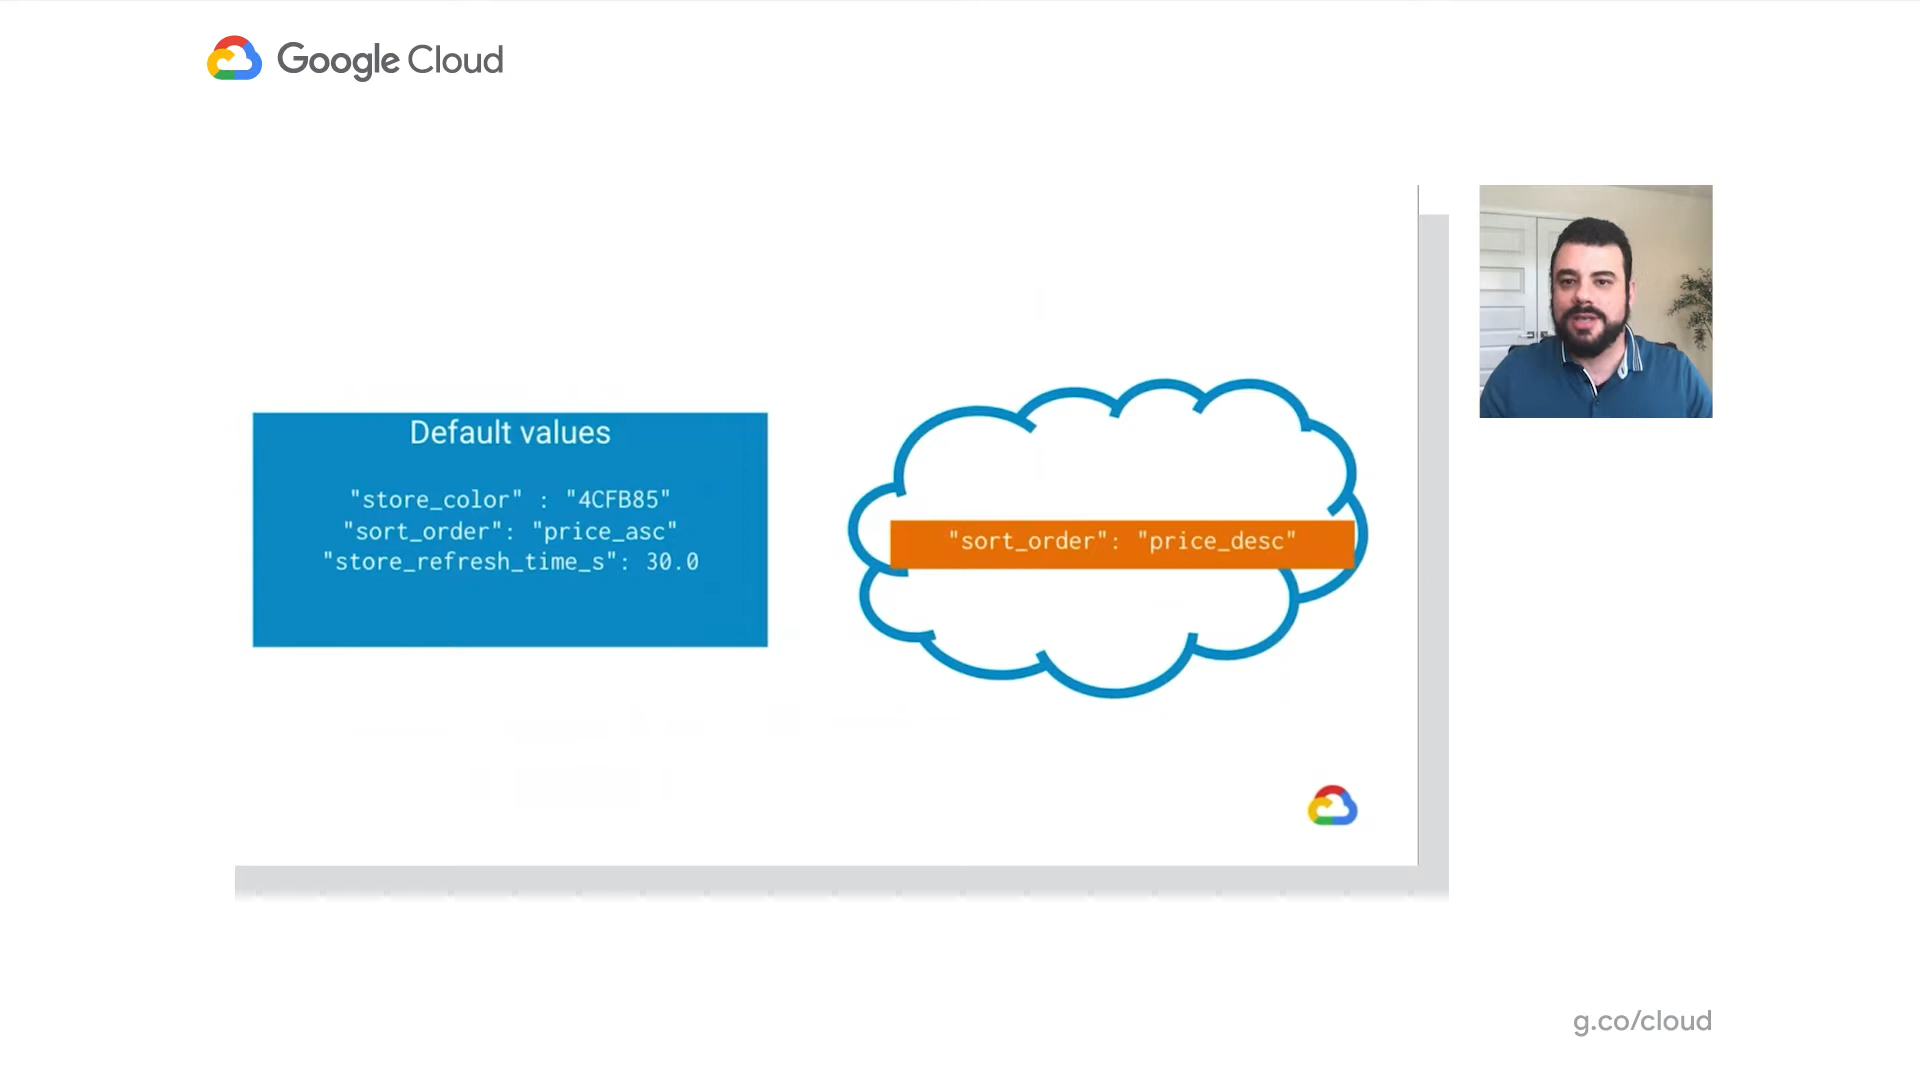 Google Cloud
Default values
"store_color" : "4CFB85"
"sort_order": "price_asc"
"store_refresh_time_s": 30.0
"sort_order": "price_desc"
g.co/cloud